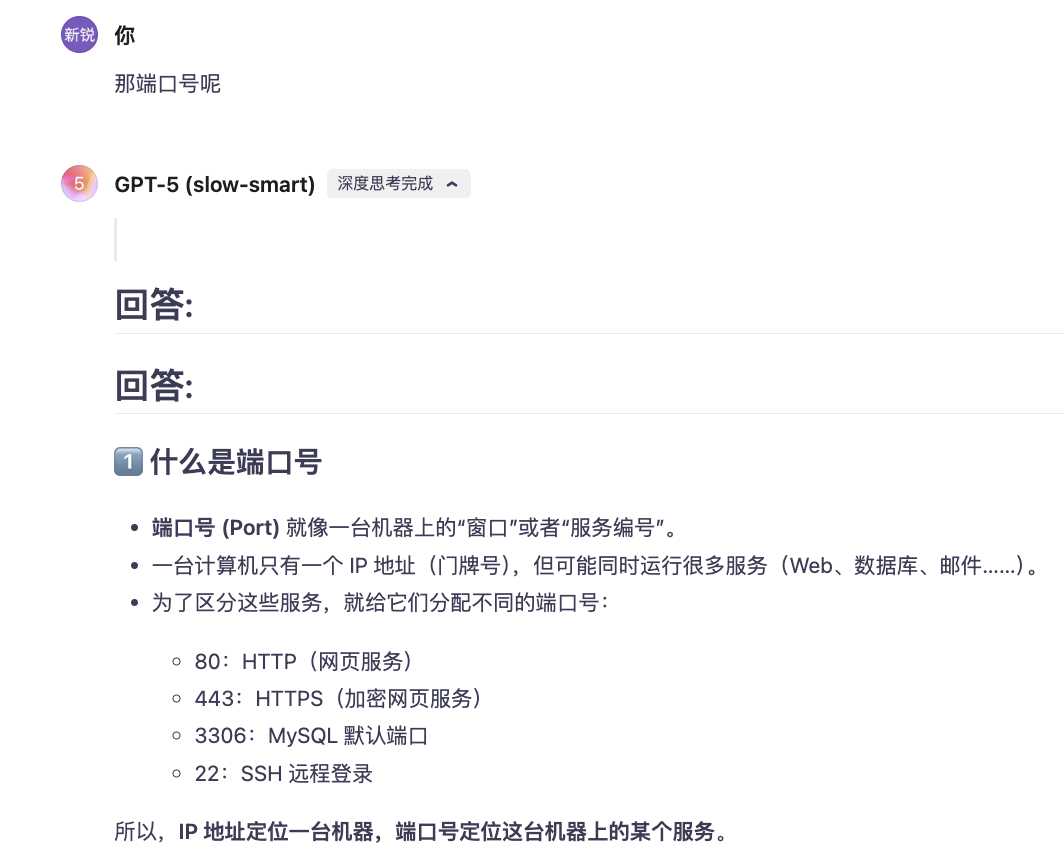 新锐 你
那端口号呢
5 GPT-5 (slow-smart) 深度思考完成
回答:
回答:
1 什么是端口号
端口号 (Port) 就像一台机器上的“窗口”或者“服务编号”。
一台计算机只有一个 IP 地址（门牌号），但可能同时运行很多服务（Web、数据库、邮件……）。
为了区分这些服务，就给它们分配不同的端口号：
80：HTTP（网页服务）
443：HTTPS（加密网页服务）
3306：MySQL 默认端口
22：SSH 远程登录
所以，IP 地址定位一台机器，端口号定位这台机器上的某个服务。